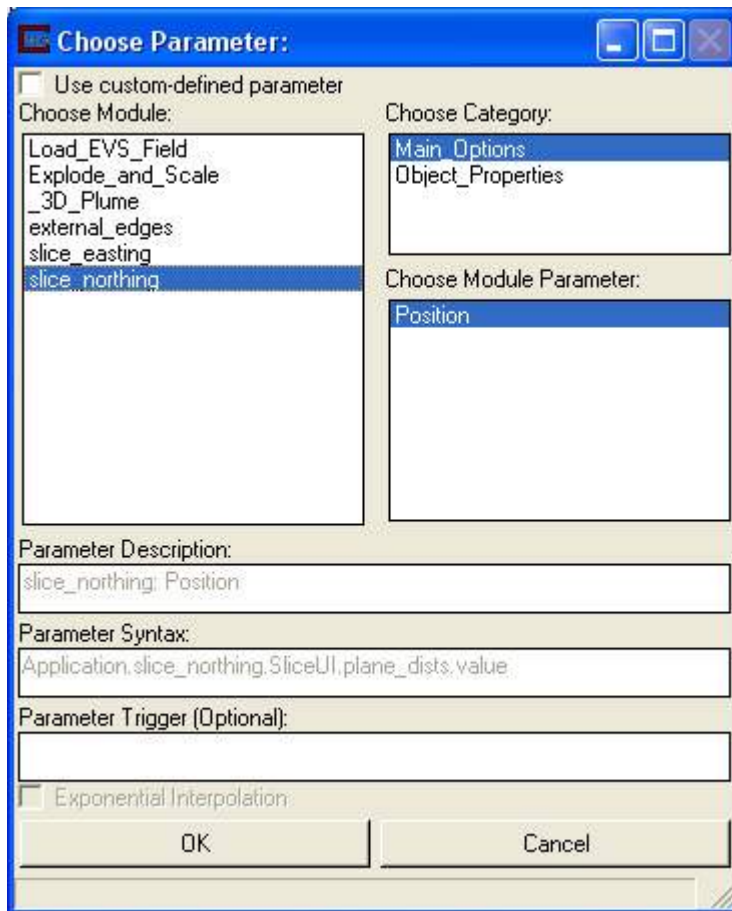 Choose Parameter:
Use custom-defined parameter
Choose Module:
Load_EVS_Field
Explode_and_Scale
_3D_Plume
external_edges
slice_easting
slice_northing
Choose Category:
Main_Options
Object_Properties
Choose Module Parameter:
Position
Parameter Description:
slice_northing: Position
Parameter Syntax:
Application.slice_northing.SliceUI.plane_dists.value
Parameter Trigger (Optional):
Exponential Interpolation
OK
Cancel